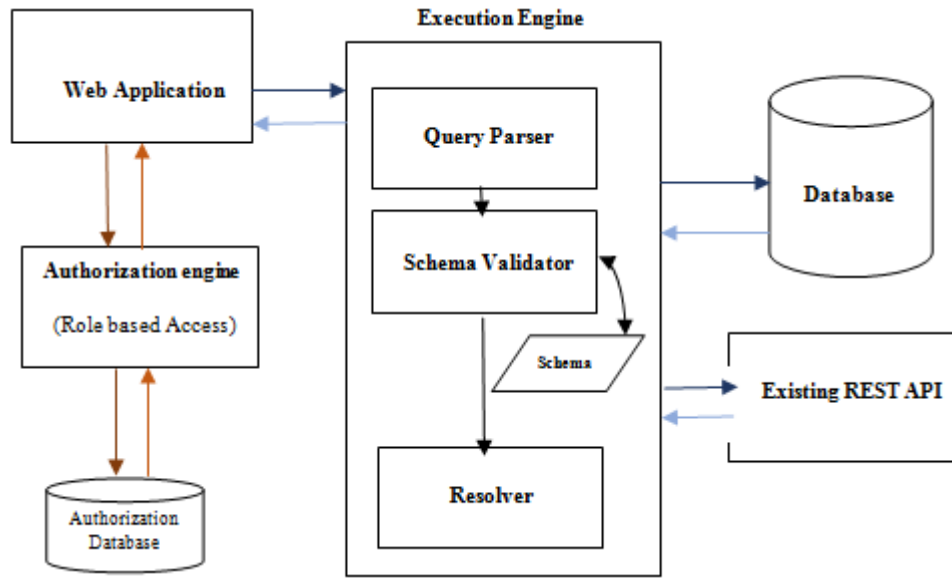 Execution Engine
Web Application
Query Parser
Database
Schema Validator
Authorization engine
(Role based Access)
Schema
Existing REST API
Resolver
Authorization
Database